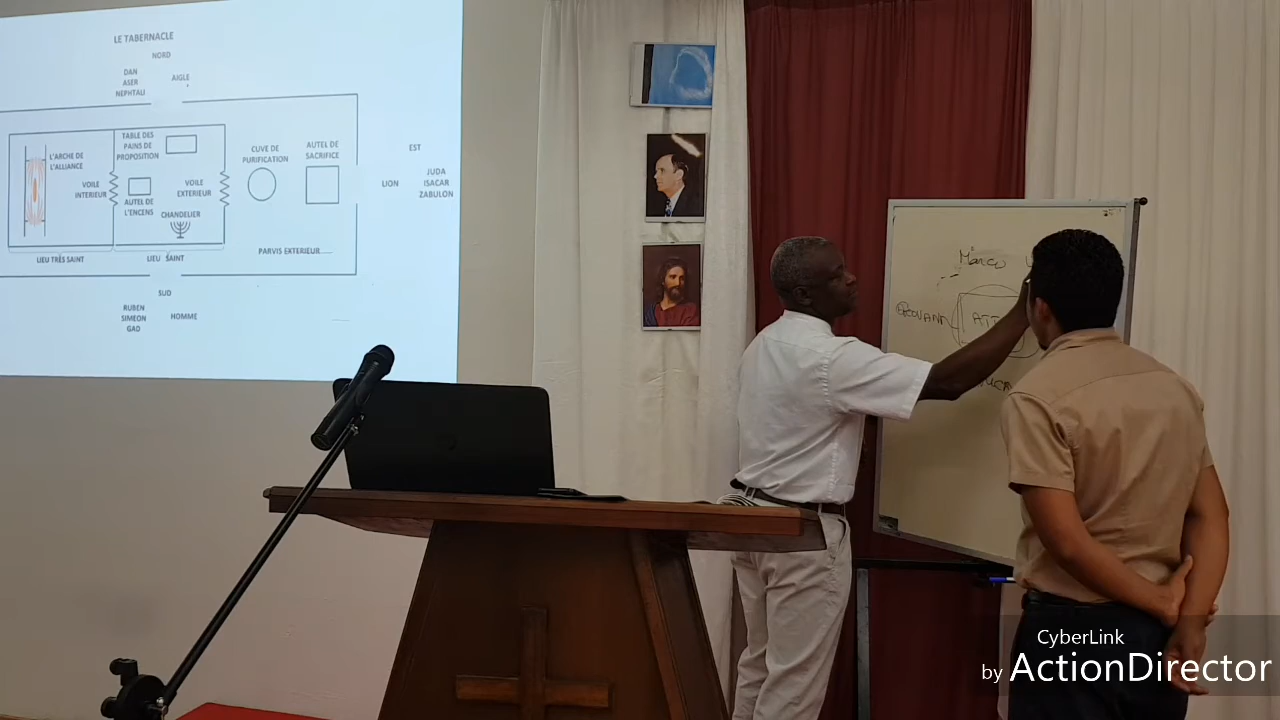 LE TABERNACLE
NORD
DAN
ASER
NEPHTALI
AIGLE
TABLE DES
PAINS DE
PROPOSITION
L'ARCHE DE
L'ALLIANCE
VOILE
INTERIEUR
AUTEL DE
L'ENCENS
VOILE
EXTERIEUR
CHANDELIER
CUVE DE
PURIFICATION
AUTEL DE
SACRIFICE
EST
LION
JUDA
ISACAR
ZABULON
PARVIS EXTERIEUR
LIEU TRÈS SAINT
LIEU SAINT
SUD
RUBEN
SIMEON
GAD
HOMME
CyberLink
by ActionDirector